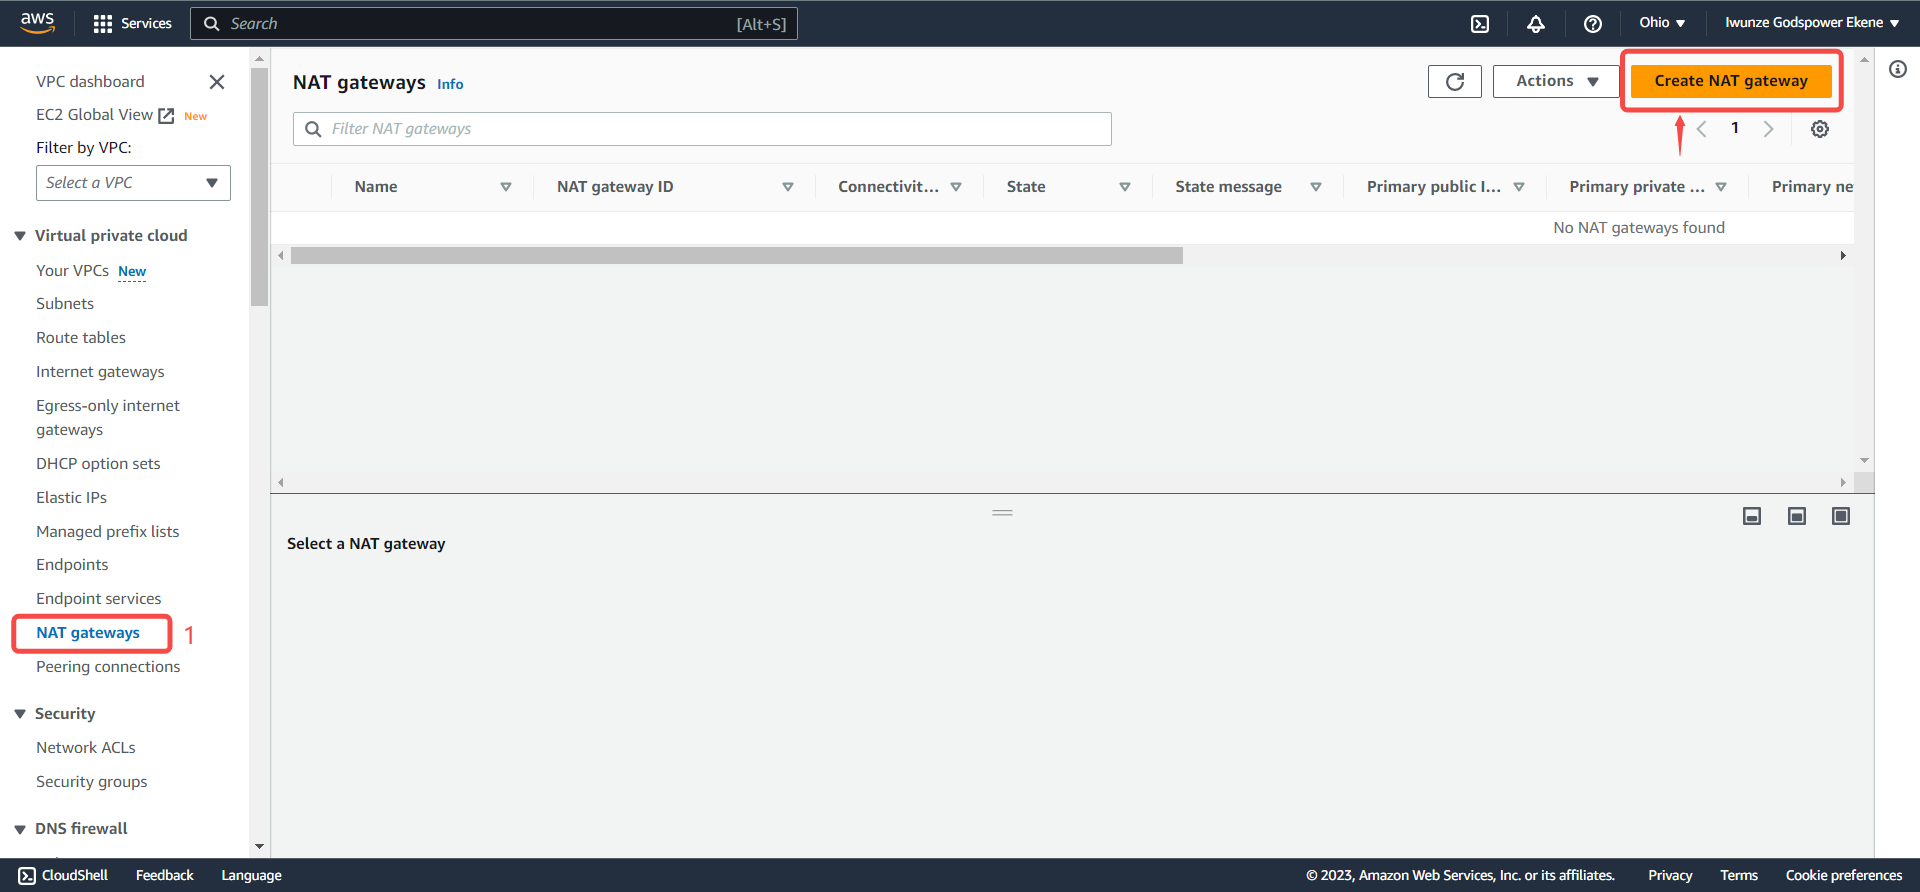 aws
Services
Search
[Alt+S]
Ohio
Iwunze Godspower Ekene
VPC dashboard
EC2 Global View
New
Filter by VPC:
Select a VPC
Virtual private cloud
Your VPCs New
Subnets
Route tables
Internet gateways
Egress-only internet
gateways
DHCP option sets
Elastic IPs
Managed prefix lists
Endpoints
Endpoint services
NAT gateways 1
Peering connections
Security
Network ACLs
Security groups
DNS firewall
NAT gateways Info
Actions
Create NAT gateway
Filter NAT gateways
1
Name
NAT gateway ID
Connectivit...
State
State message
Primary public I...
Primary private ...
Primary ne
No NAT gateways found
Select a NAT gateway
CloudShell
Feedback
Language
© 2023, Amazon Web Services, Inc. or its affiliates.
Privacy
Terms
Cookie preferences